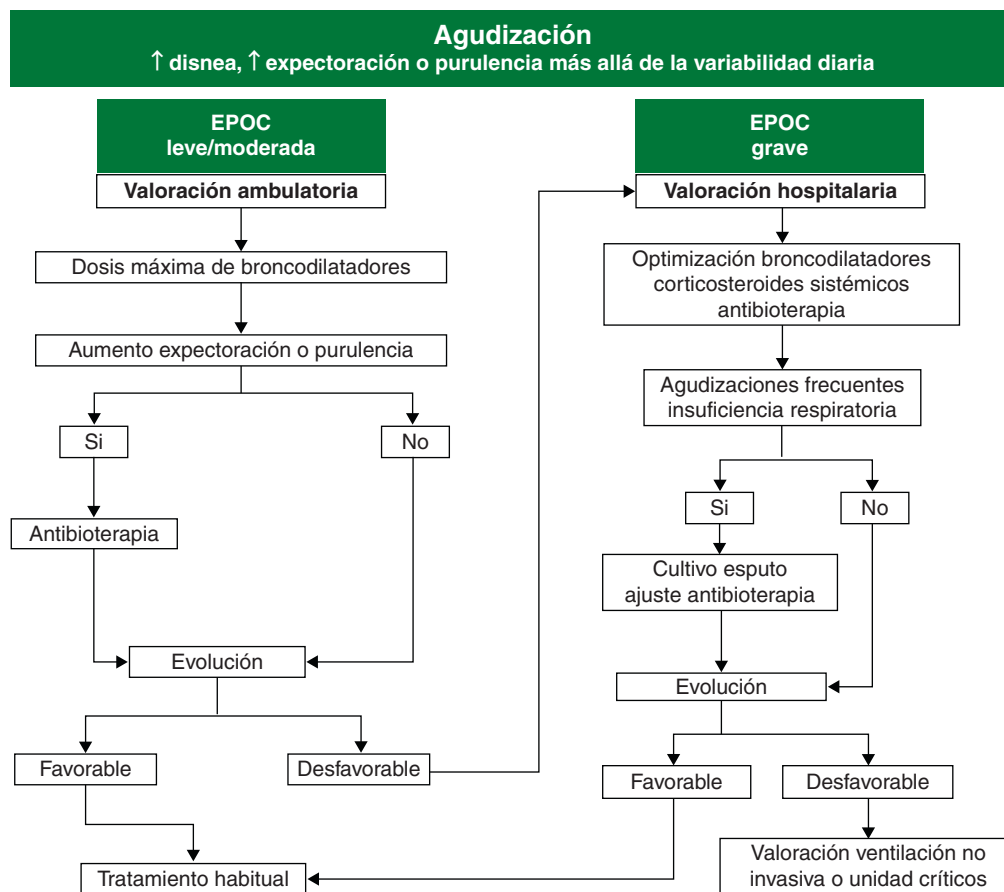 Agudización
↑ disnea, ↑ expectoración o purulencia más allá de la variabilidad diaria
EPOC
leve/moderada
Valoración ambulatoria
Dosis máxima de broncodilatadores
Aumento expectoración o purulencia
Si
No
Antibioterapia
Evolución
Favorable
Desfavorable
Tratamiento habitual
EPOC
grave
Valoración hospitalaria
Optimización broncodilatadores
corticosteroides sistémicos
antibioterapia
Agudizaciones frecuentes
insuficiencia respiratoria
Si
No
Cultivo esputo
ajuste antibioterapia
Evolución
Favorable
Desfavorable
Valoración ventilación no
invasiva o unidad críticos